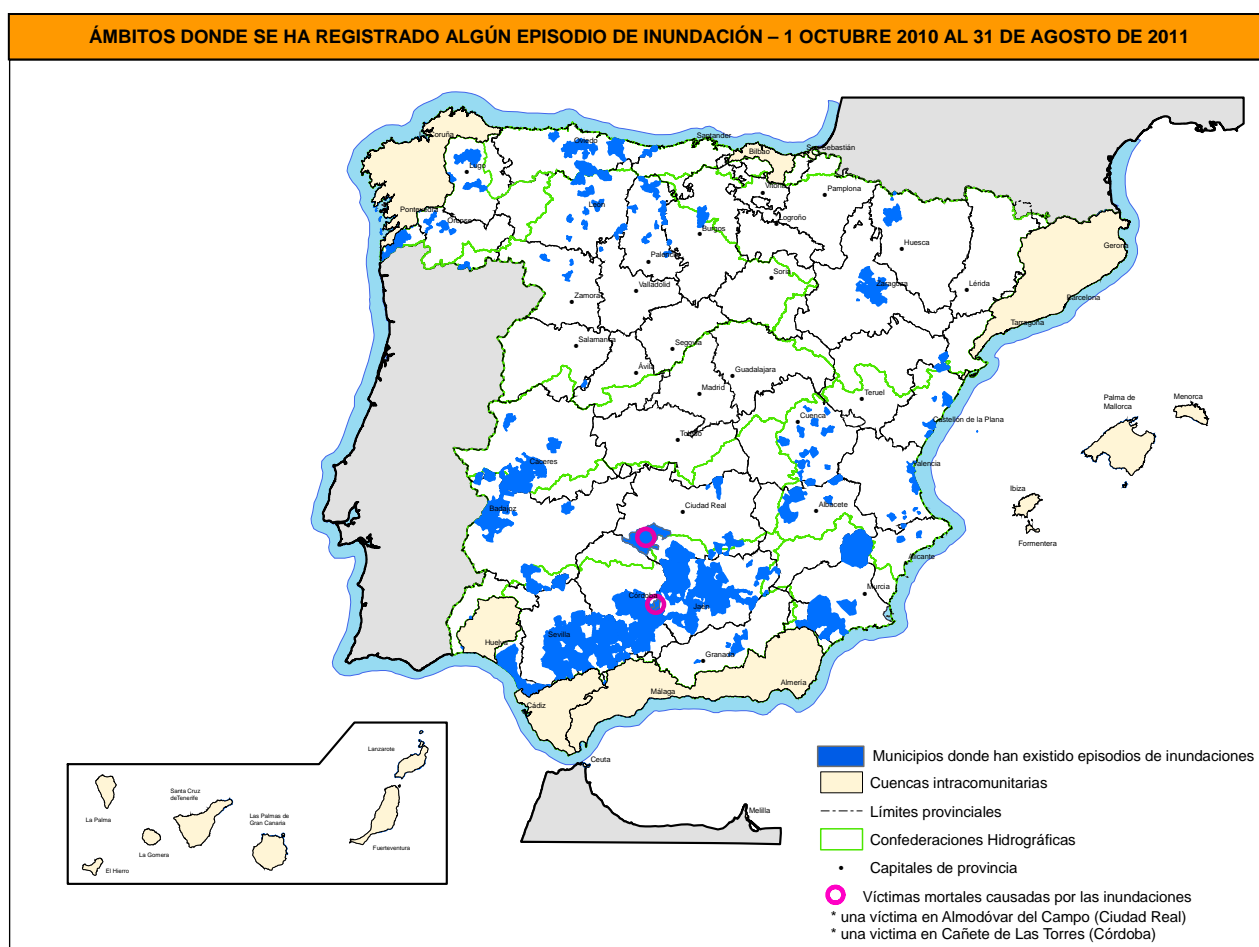 ÁMBITOS DONDE SE HA REGISTRADO ALGÚN EPISODIO DE INUNDACIÓN – 1 OCTUBRE 2010 AL 31 DE AGOSTO DE 2011
Coruña
Oviedo
Santander
Bilbao
San Sebastián
Lugo
Vitoria
Pamplona
Pontevedra
Orense
León
Logroño
Burgos
Huesca
Gerona
Palencia
Soria
Zamora
Valladolid
Zaragoza
Lérida
Barcelona
Tarragona
Salamanca
Segovia
Ávila
Guadalajara
Madrid
Teruel
Palma de
Mallorca
Menorca
Cuenca
Castellón de la Plana
Toledo
Cáceres
Valencia
Ibiza
Badajoz
Ciudad Real
Albacete
Formentera
Alicante
Murcia
Córdoba
Jaún
Sevilla
Huelva
Granada
Almería
Málaga
Cádiz
Ceuta
Melilla
Lanzarote
La Palma
Santa Cruz
deTenerife
Las Palmas de
Gran Canaria
La Gomera
Fuerteventura
El Hierro
Municipios donde han existido episodios de inundaciones
Cuencas intracomunitarias
Límites provinciales
Confederaciones Hidrográficas
Capitales de provincia
Víctimas mortales causadas por las inundaciones
* una víctima en Almodóvar del Campo (Ciudad Real)
* una victima en Cañete de Las Torres (Córdoba)